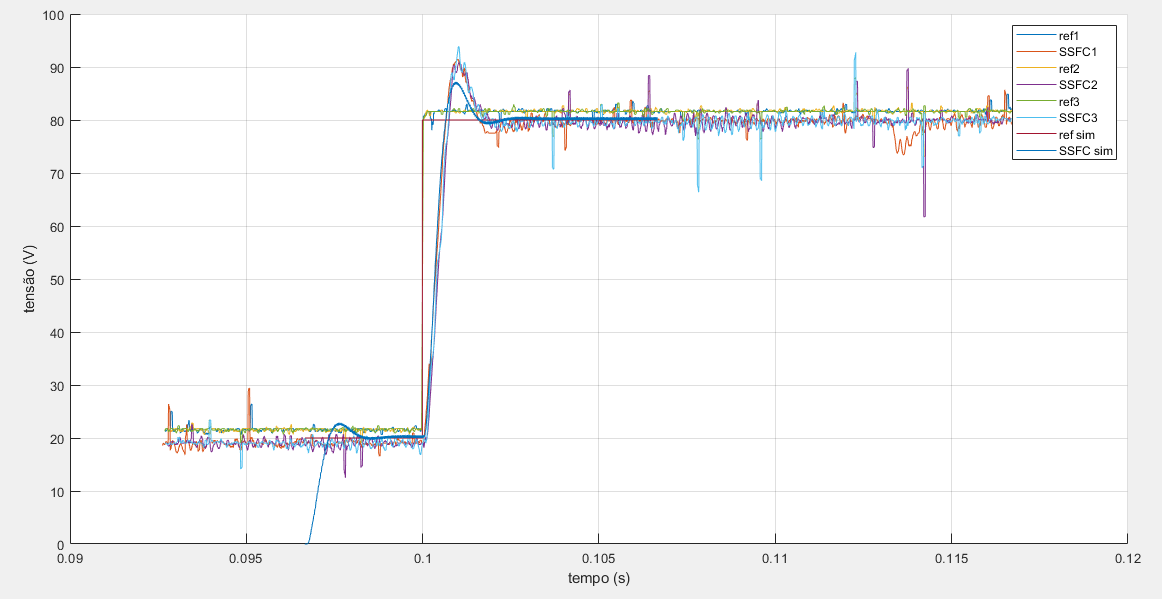 100
90
80
70
60
50
40
30
20
10
0
tensão (V)
0.09 0.095 0.1 0.105 0.11 0.115 0.12
tempo (s)
ref1
SSFC1
ref2
SSFC2
ref3
SSFC3
ref sim
SSFC sim